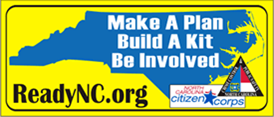 Make A Plan
Build A Kit
Be Involved
ReadyNC.org
NORTH CAROLINA
citizen corps